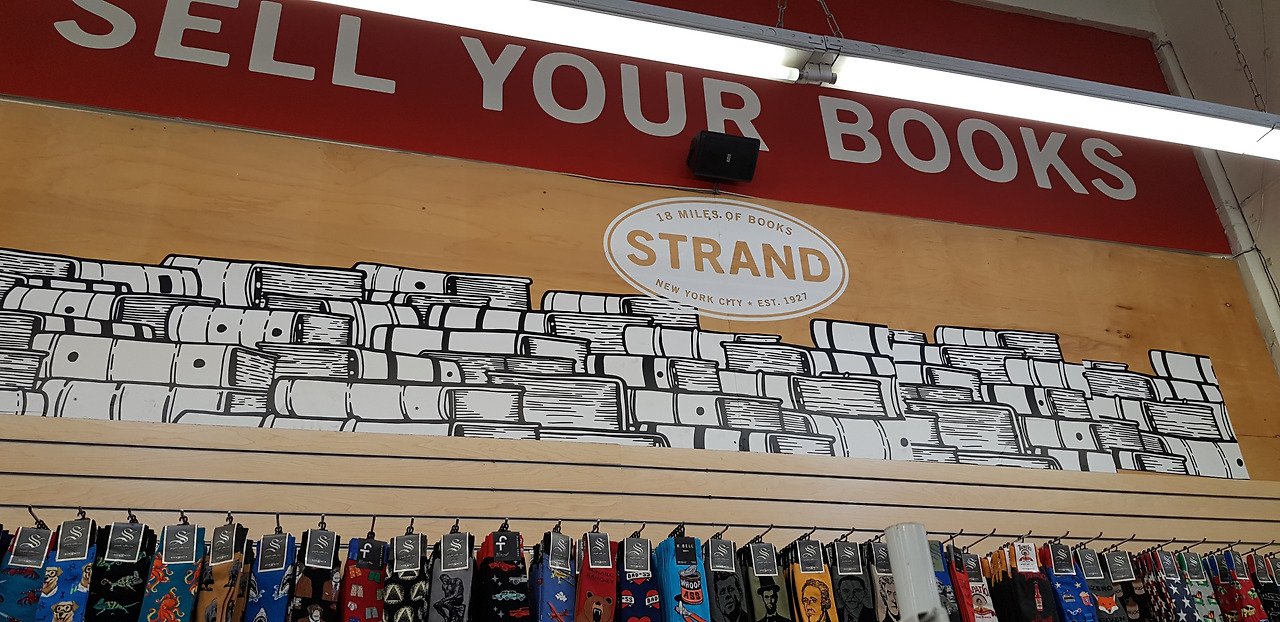 SELL YOUR BOOKS
18 MILES OF BOOKS
STRAND
NEW YORK CITY • EST. 1927